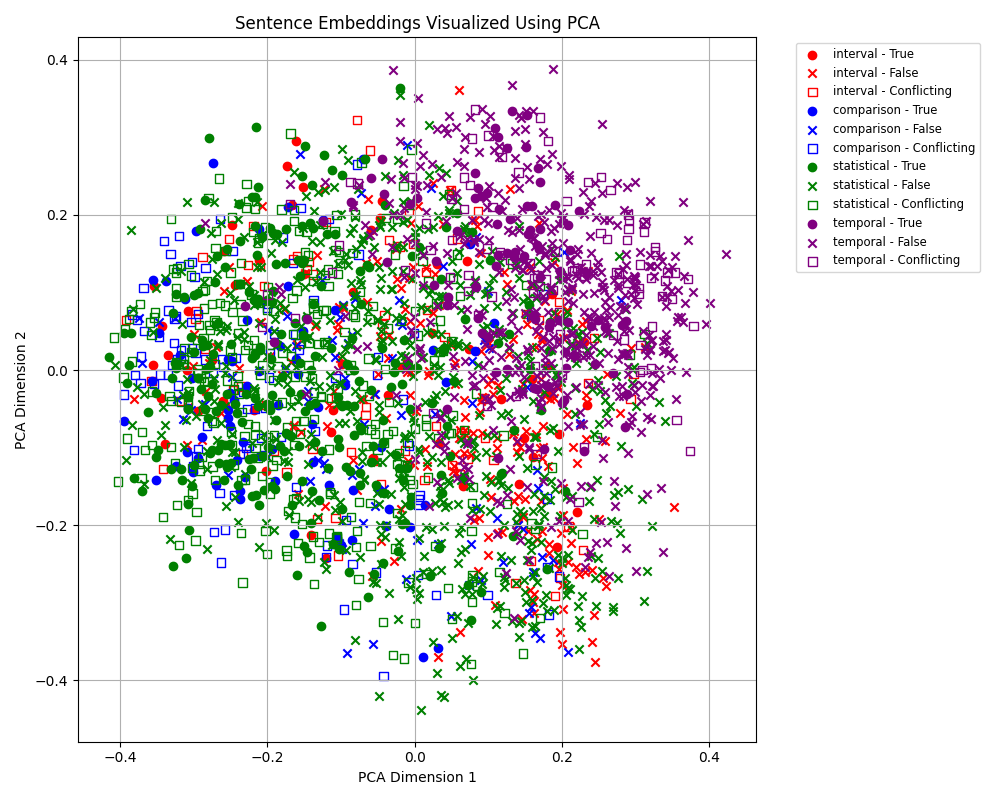 Sentence Embeddings Visualized Using PCA
0.4
0.2
0.0
−0.2
−0.4
PCA Dimension 2
−0.4
−0.2
0.0
0.2
0.4
PCA Dimension 1
interval - True
interval - False
interval - Conflicting
comparison - True
comparison - False
comparison - Conflicting
statistical - True
statistical - False
statistical - Conflicting
temporal - True
temporal - False
temporal - Conflicting